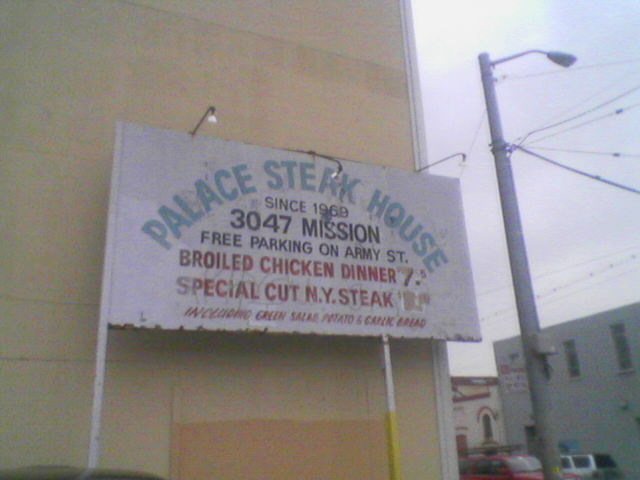 PALACE STEAK HOUSE
SINCE 1969
3047 MISSION
FREE PARKING ON ARMY ST.
BROILED CHICKEN DINNER 7.
SPECIAL CUT N.Y. STEAK
INCLUDING GREEN SALAD, POTATO & GARLIC BREAD